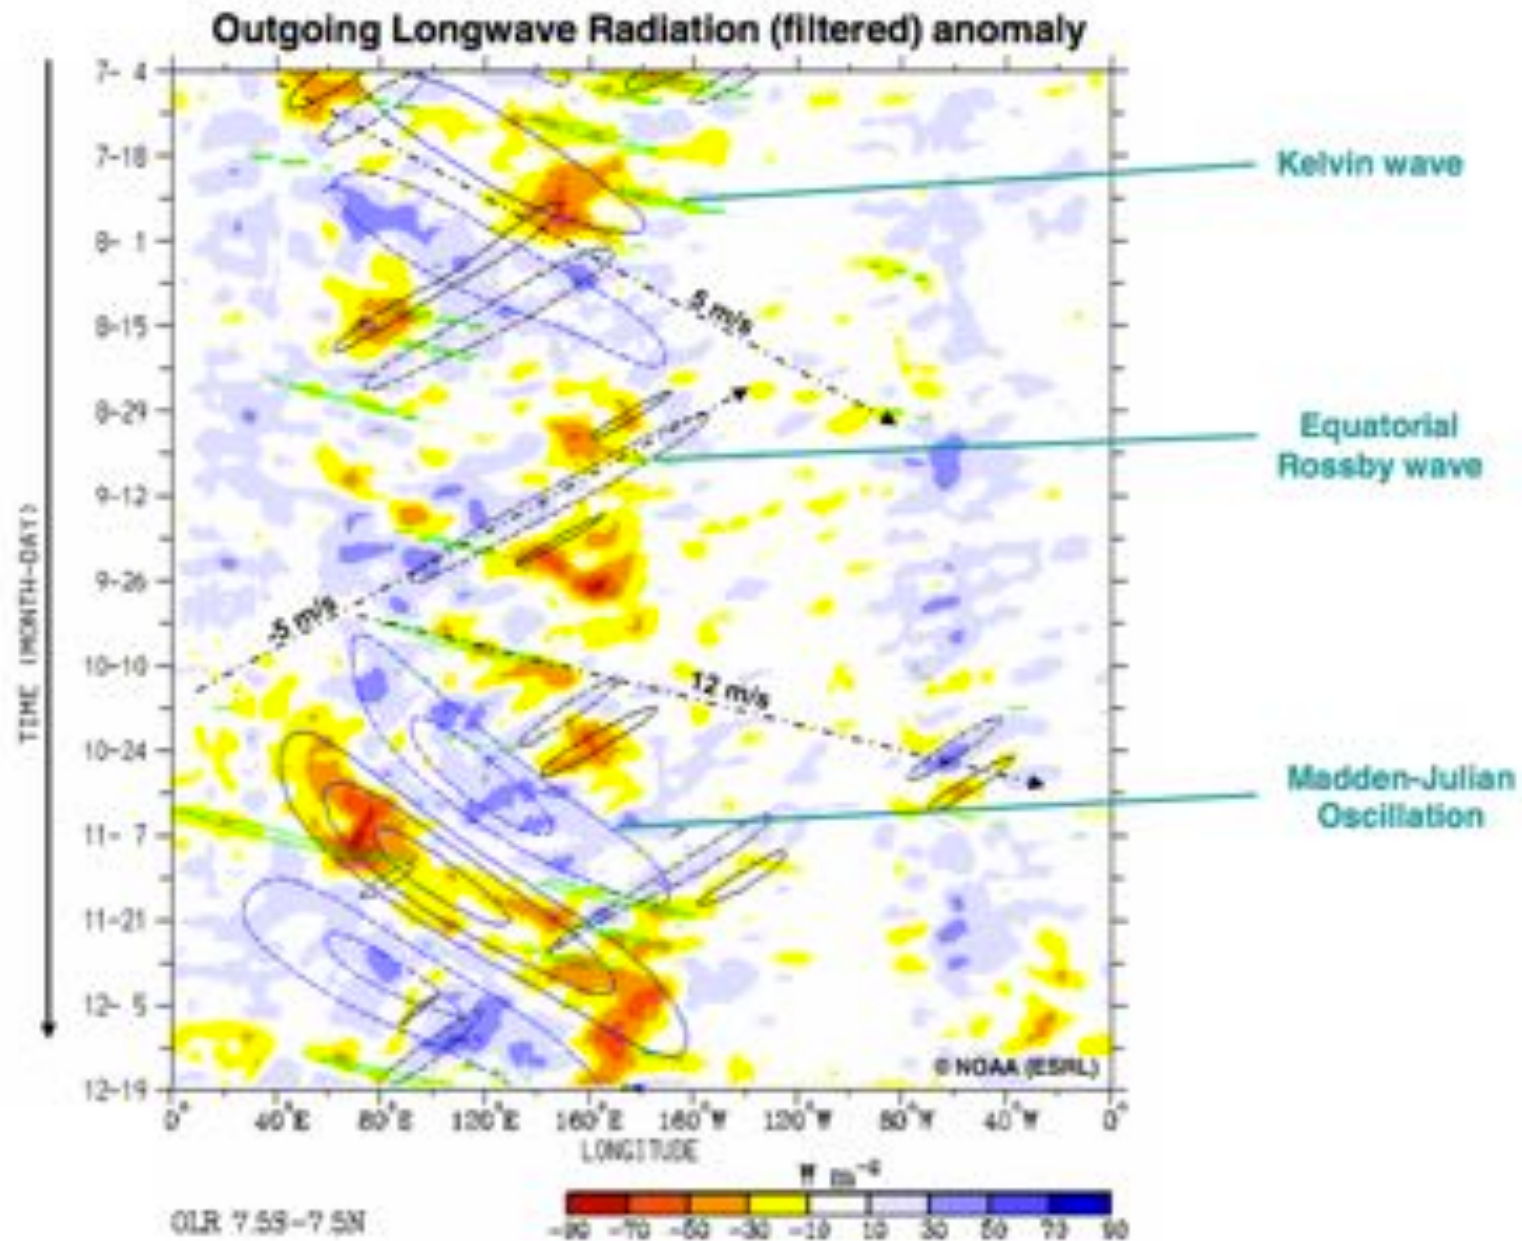 Outgoing Longwave Radiation (filtered) anomaly
7- 4
7-18
8- 1
8-15
8-29
9-12
9-26
10-10
10-24
11- 7
11-21
12- 5
12-19
TIME (MONTH-DAY)
Kelvin wave
Equatorial
Rossby wave
Madden-Julian
Oscillation
5 m/s
-5 m/s
12 m/s
© NOAA (ESRL)
0° 40°E 80°E 120°E 160°E 160°W 120°W 80°W 40°W 0°
LONGITUDE
OLR 7.5S-7.5N
-90 -70 -50 -30 -10 10 30 50 70 90